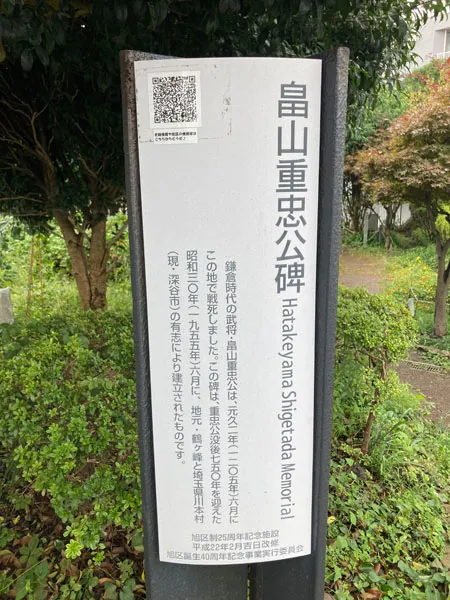 畠山重忠公碑 Hatakeyama Shigetada Memorial
鎌倉時代の武将・畠山重忠公は、元久二年(一二〇五年)六月に
この地で戦死しました。この碑は、重忠公没後七五〇年を迎えた
昭和三〇年(一九五五年)六月に、地元・鶴ヶ峰と埼玉県川本村
(現・深谷市)の有志により建立されたものです。
旭区制25周年記念施設
平成22年2月吉日改修
旭区誕生40周年記念事業実行委員会